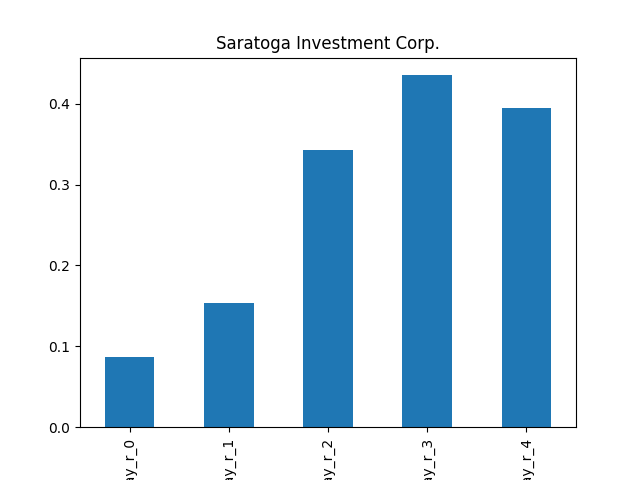 Saratoga Investment Corp.
0.4
0.3
0.2
0.1
0.0
ay_r_0
ay_r_1
ay_r_2
ay_r_3
ay_r_4